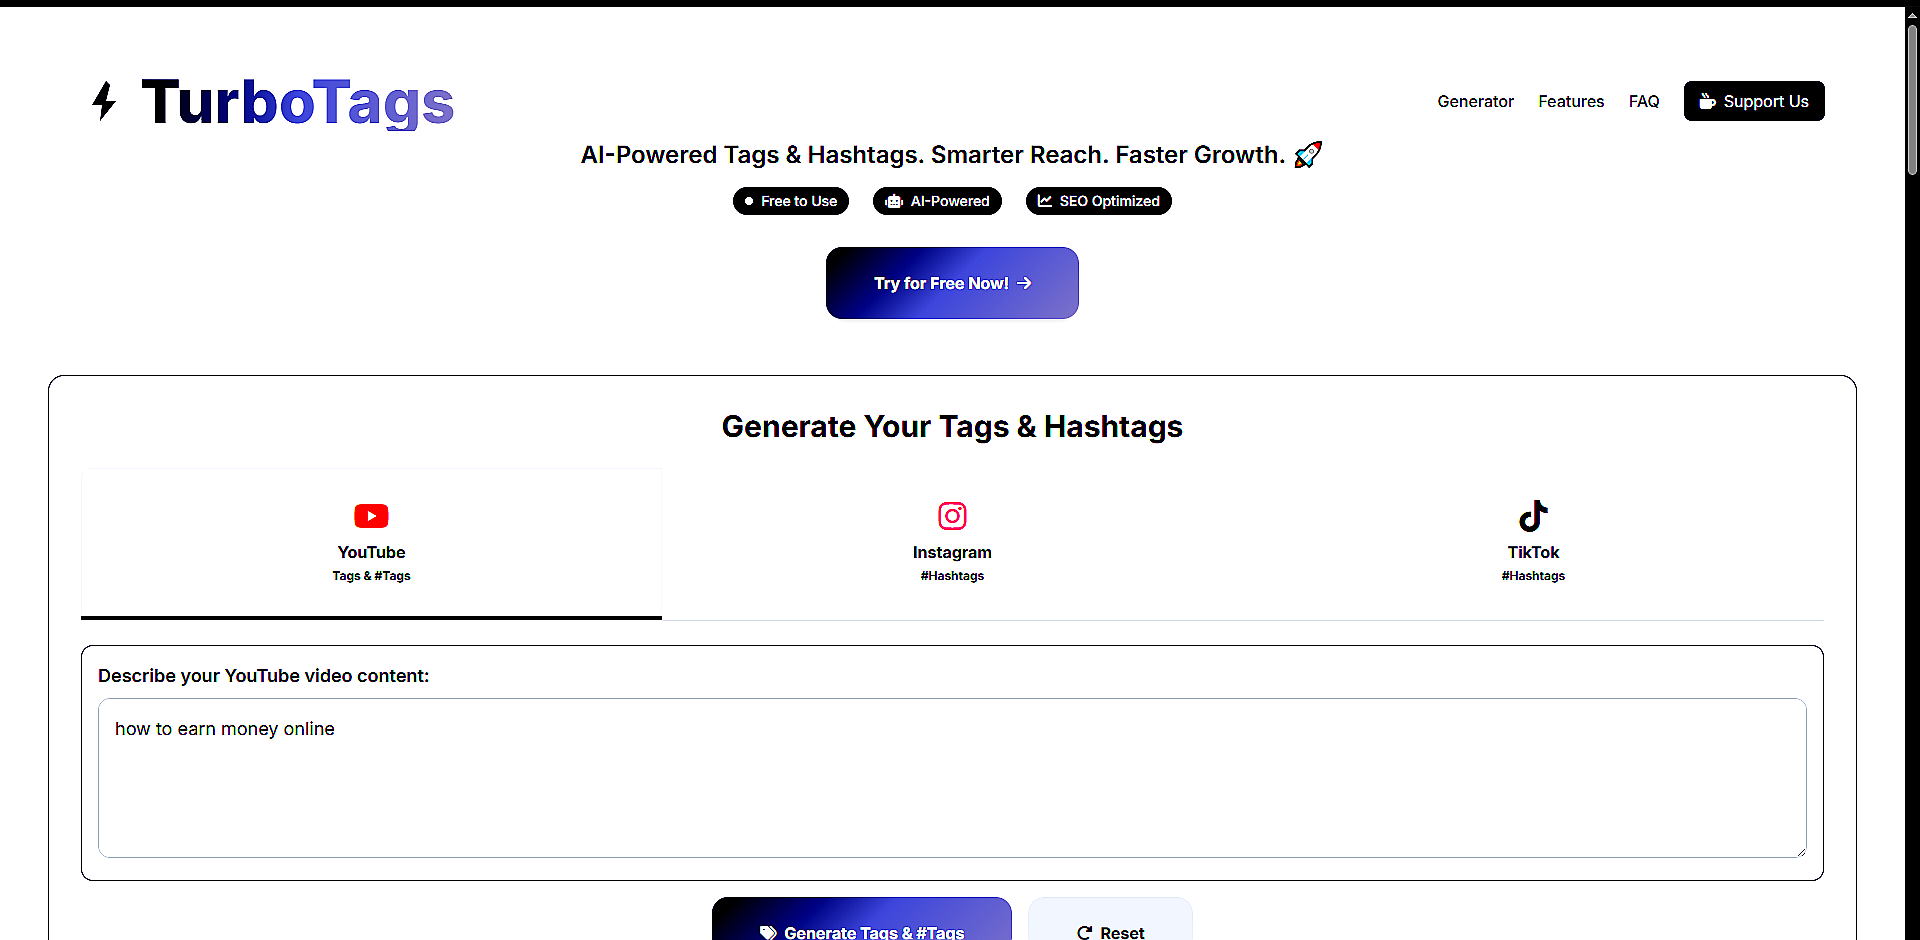 TurboTags
Generator Features FAQ Support Us
AI-Powered Tags & Hashtags. Smarter Reach. Faster Growth. 🚀
Free to Use AI-Powered SEO Optimized
Try for Free Now! →
Generate Your Tags & Hashtags
YouTube Instagram TikTok
Tags & #Tags #Hashtags #Hashtags
Describe your YouTube video content:
how to earn money online
Generate Tags & #Tags Reset